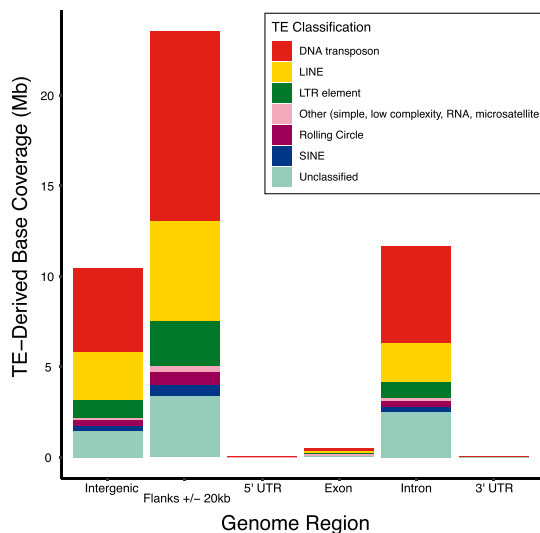 TE Classification
DNA transposon
LINE
LTR element
Other (simple, low complexity, RNA, microsatellite
Rolling Circle
SINE
Unclassified
TE−Derived Base Coverage (Mb)
20
15
10
5
0
Intergenic
Flanks +/− 20kb
5' UTR
Exon
Intron
3' UTR
Genome Region